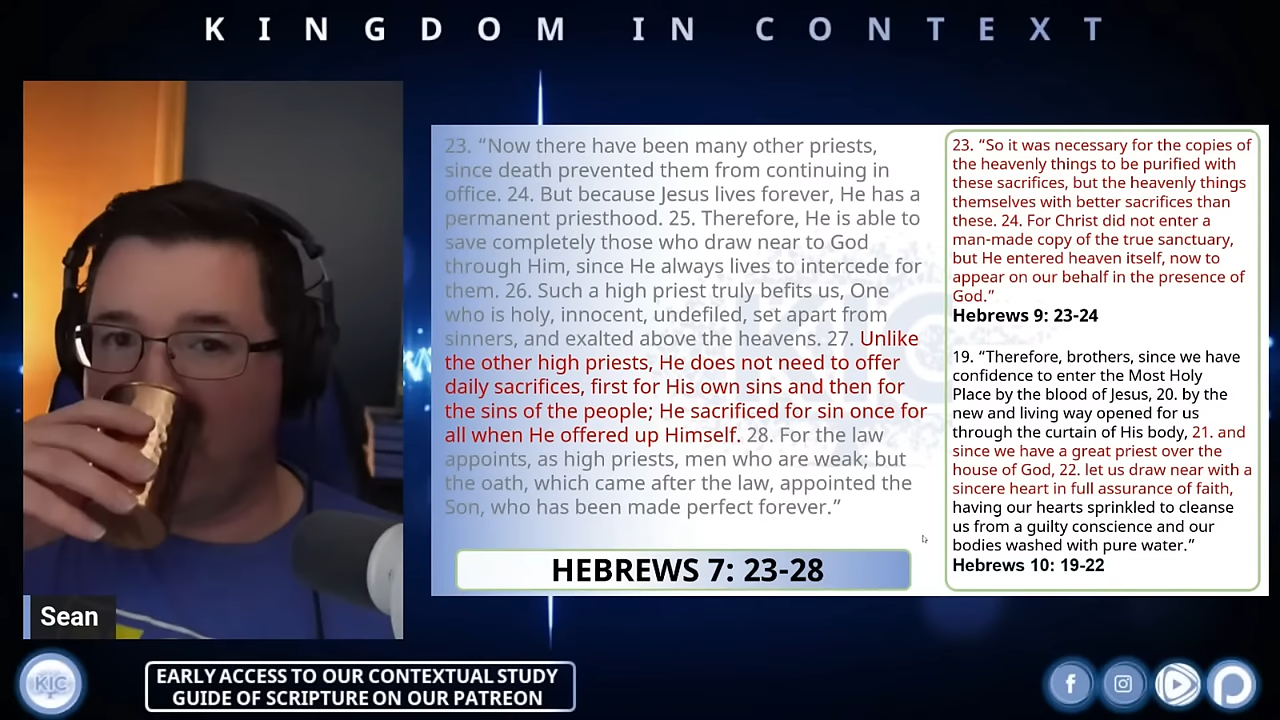 KINGDOM IN CONTEXT
23. “Now there have been many other priests,
since death prevented them from continuing in
office. 24. But because Jesus lives forever, He has a
permanent priesthood. 25. Therefore, He is able to
save completely those who draw near to God
through Him, since He always lives to intercede for
them. 26. Such a high priest truly befits us, One
who is holy, innocent, undefiled, set apart from
sinners, and exalted above the heavens. 27. Unlike
the other high priests, He does not need to offer
daily sacrifices, first for His own sins and then for
the sins of the people; He sacrificed for sin once for
all when He offered up Himself. 28. For the law
appoints, as high priests, men who are weak; but
the oath, which came after the law, appointed the
Son, who has been made perfect forever.”
HEBREWS 7: 23-28
23. “So it was necessary for the copies of
the heavenly things to be purified with
these sacrifices, but the heavenly things
themselves with better sacrifices than
these. 24. For Christ did not enter a
man-made copy of the true sanctuary,
but He entered heaven itself, now to
appear on our behalf in the presence of
God.”
Hebrews 9: 23-24
19. “Therefore, brothers, since we have
confidence to enter the Most Holy
Place by the blood of Jesus, 20. by the
new and living way opened for us
through the curtain of His body, 21. and
since we have a great priest over the
house of God, 22. let us draw near with a
sincere heart in full assurance of faith,
having our hearts sprinkled to cleanse
us from a guilty conscience and our
bodies washed with pure water.”
Hebrews 10: 19-22
Sean
KIC
EARLY ACCESS TO OUR CONTEXTUAL STUDY
GUIDE OF SCRIPTURE ON OUR PATREON